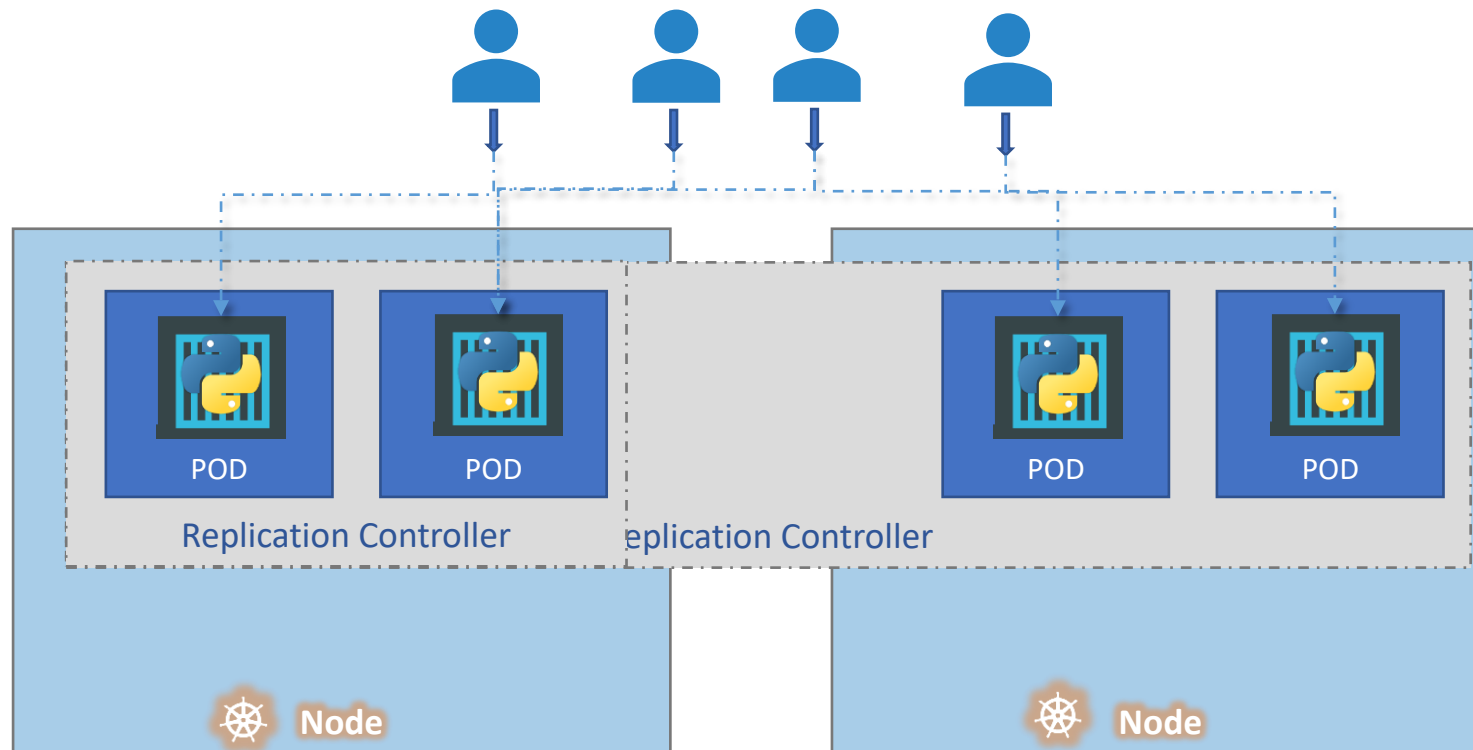 POD
POD
POD
POD
Replication Controller
eplication Controller
Node
Node